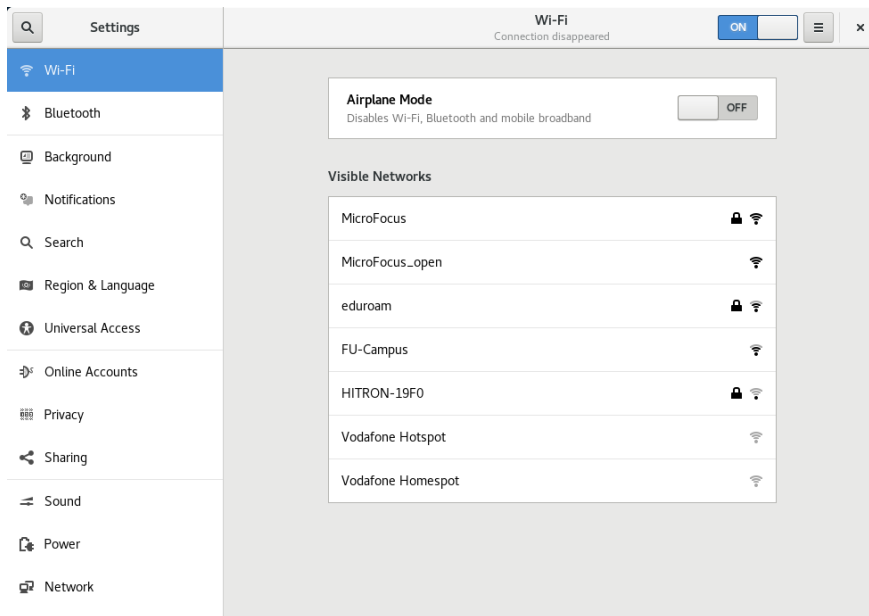 Settings
Wi-Fi
Connection disappeared
ON
Wi-Fi
Bluetooth
Background
Notifications
Search
Region & Language
Universal Access
Online Accounts
Privacy
Sharing
Sound
Power
Network
Airplane Mode
Disables Wi-Fi, Bluetooth and mobile broadband
OFF
Visible Networks
MicroFocus
MicroFocus_open
eduroam
FU-Campus
HITRON-19F0
Vodafone Hotspot
Vodafone Homespot